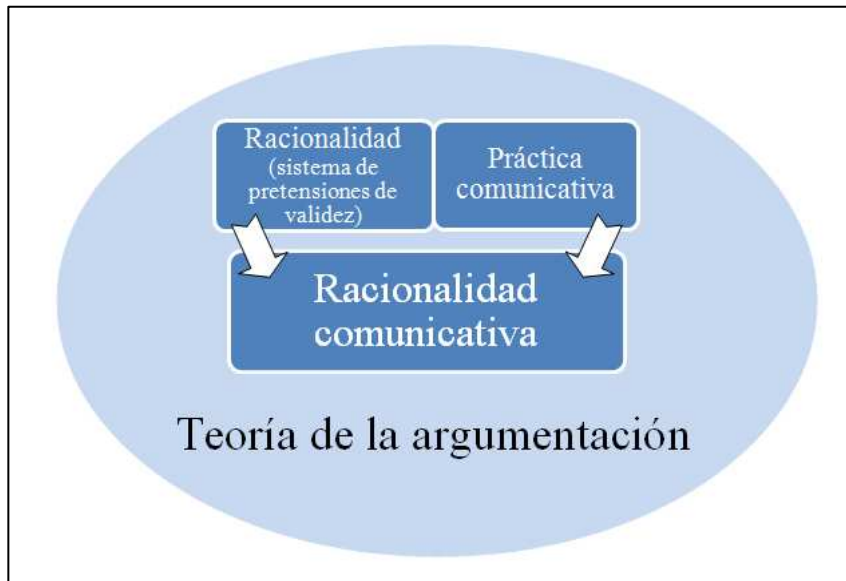 Racionalidad
(sistema de
pretensiones de
validez)
Práctica
comunicativa
Racionalidad
comunicativa
Teoría de la argumentación